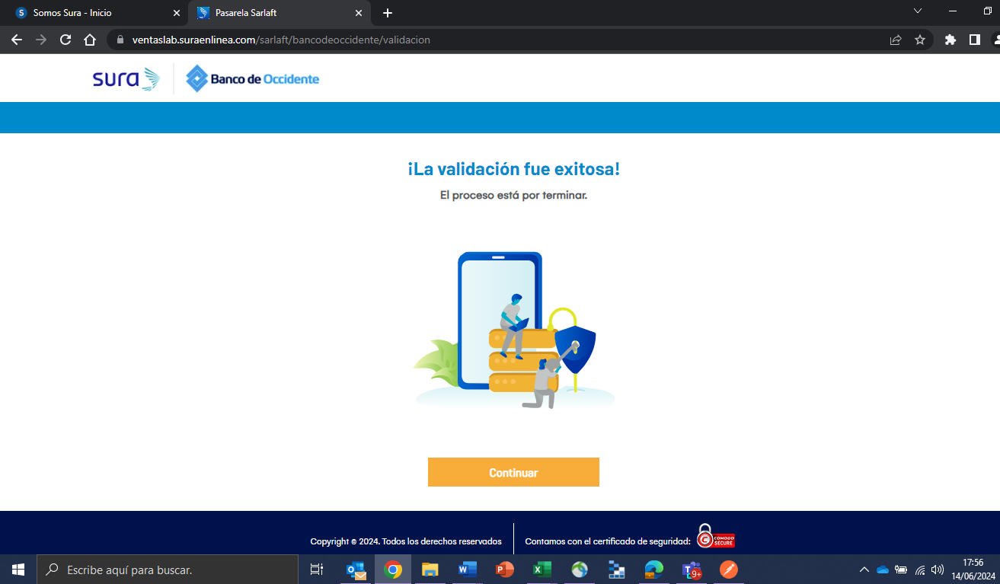 Somos Sura - Inicio
Pasarela Sarlaft
ventaslab.suraenlinea.com/sarlaft/bancodeoccidente/validacion
sura
Banco de Occidente
¡La validación fue exitosa!
El proceso está por terminar.
Continuar
Copyright © 2024. Todos los derechos reservados
Contamos con el certificado de seguridad:
COMODO
SECURE
Escribe aquí para buscar.
9+
17:56
14/06/2024